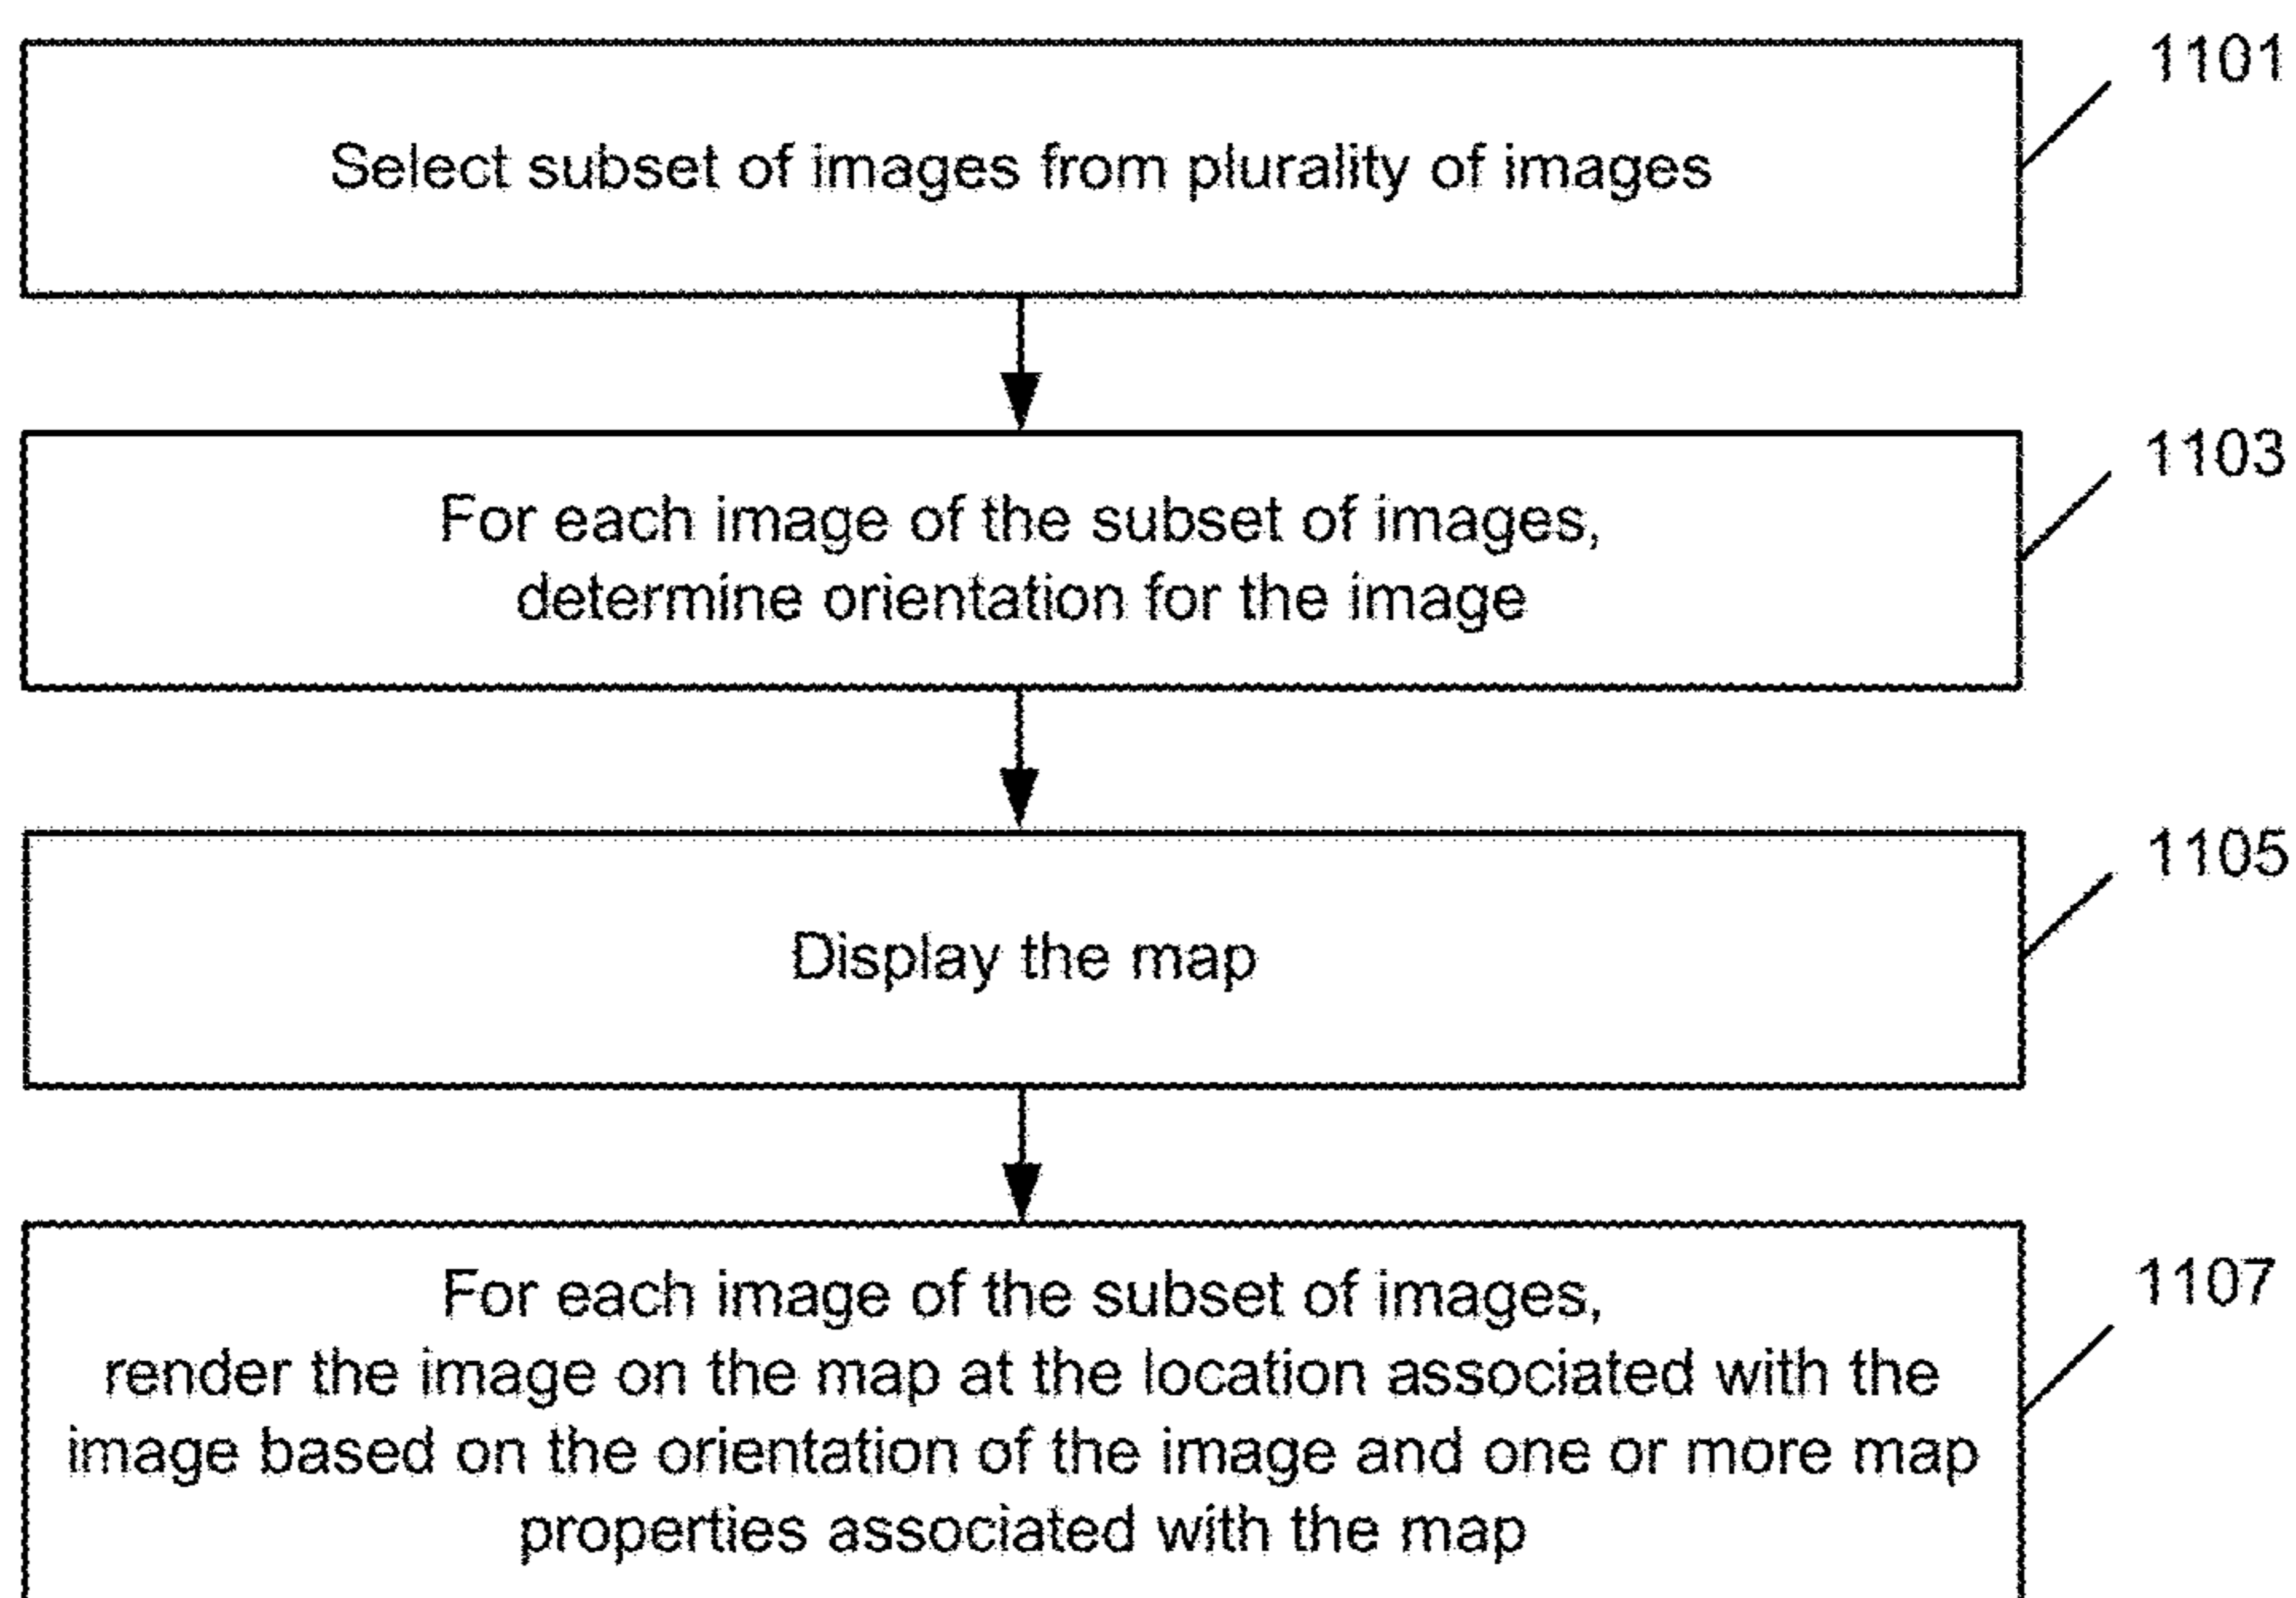 1101
Select subset of images from plurality of images
1103
For each image of the subset of images,
determine orientation for the image
1105
Display the map
1107
For each image of the subset of images,
render the image on the map at the location associated with the
image based on the orientation of the image and one or more map
properties associated with the map